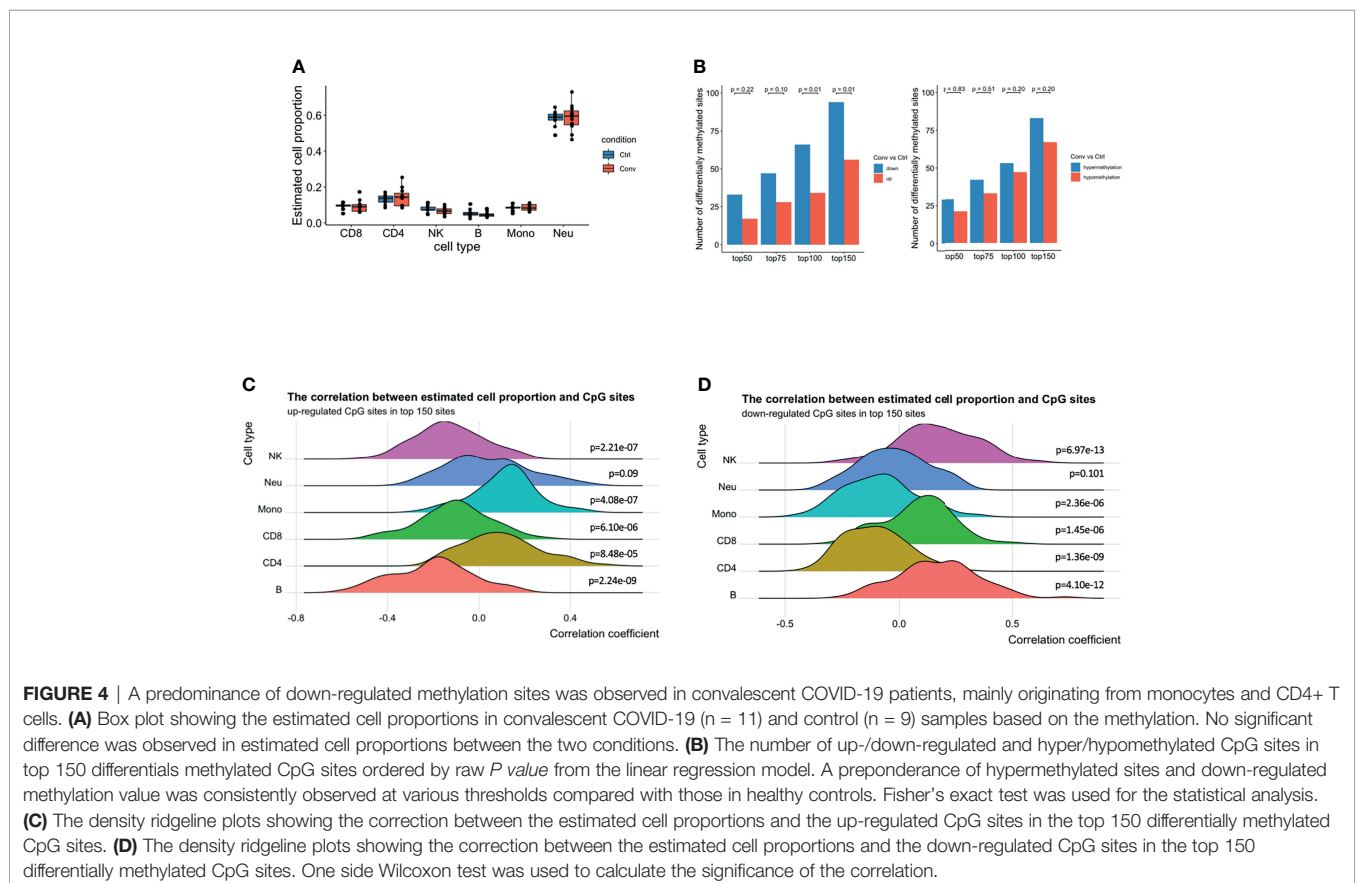 A
Estimated cell proportion
0.6
0.4
0.2
0.0
CD8 CD4 NK B Mono Neu
cell type
condition
Ctrl
Conv
B
Number of differentially methylated sites
100
75
50
25
0
p = 0.22 p = 0.10 p = 0.01 p = 0.01
top50 top75 top100 top150
Conv vs Ctrl
down
up
Number of differentially methylated sites
100
75
50
25
0
p = 0.83 p = 0.51 p = 0.20 p = 0.20
top50 top75 top100 top150
Conv vs Ctrl
hypermethylation
hypomethylation
C
The correlation between estimated cell proportion and CpG sites
up-regulated CpG sites in top 150 sites
Cell type
NK p=2.21e-07
Neu p=0.09
Mono p=4.08e-07
CD8 p=6.10e-06
CD4 p=8.48e-05
B p=2.24e-09
-0.8 -0.4 0.0 0.4
Correlation coefficient
D
The correlation between estimated cell proportion and CpG sites
down-regulated CpG sites in top 150 sites
Cell type
NK p=6.97e-13
Neu p=0.101
Mono p=2.36e-06
CD8 p=1.45e-06
CD4 p=1.36e-09
B p=4.10e-12
-0.5 0.0 0.5
Correlation coefficient
FIGURE 4 | A predominance of down-regulated methylation sites was observed in convalescent COVID-19 patients, mainly originating from monocytes and CD4+ T
cells. (A) Box plot showing the estimated cell proportions in convalescent COVID-19 (n = 11) and control (n = 9) samples based on the methylation. No significant
difference was observed in estimated cell proportions between the two conditions. (B) The number of up-/down-regulated and hyper/hypomethylated CpG sites in
top 150 differentials methylated CpG sites ordered by raw P value from the linear regression model. A preponderance of hypermethylated sites and down-regulated
methylation value was consistently observed at various thresholds compared with those in healthy controls. Fisher's exact test was used for the statistical analysis.
(C) The density ridgeline plots showing the correction between the estimated cell proportions and the up-regulated CpG sites in the top 150 differentially methylated
CpG sites. (D) The density ridgeline plots showing the correction between the estimated cell proportions and the down-regulated CpG sites in the top 150
differentially methylated CpG sites. One side Wilcoxon test was used to calculate the significance of the correlation.